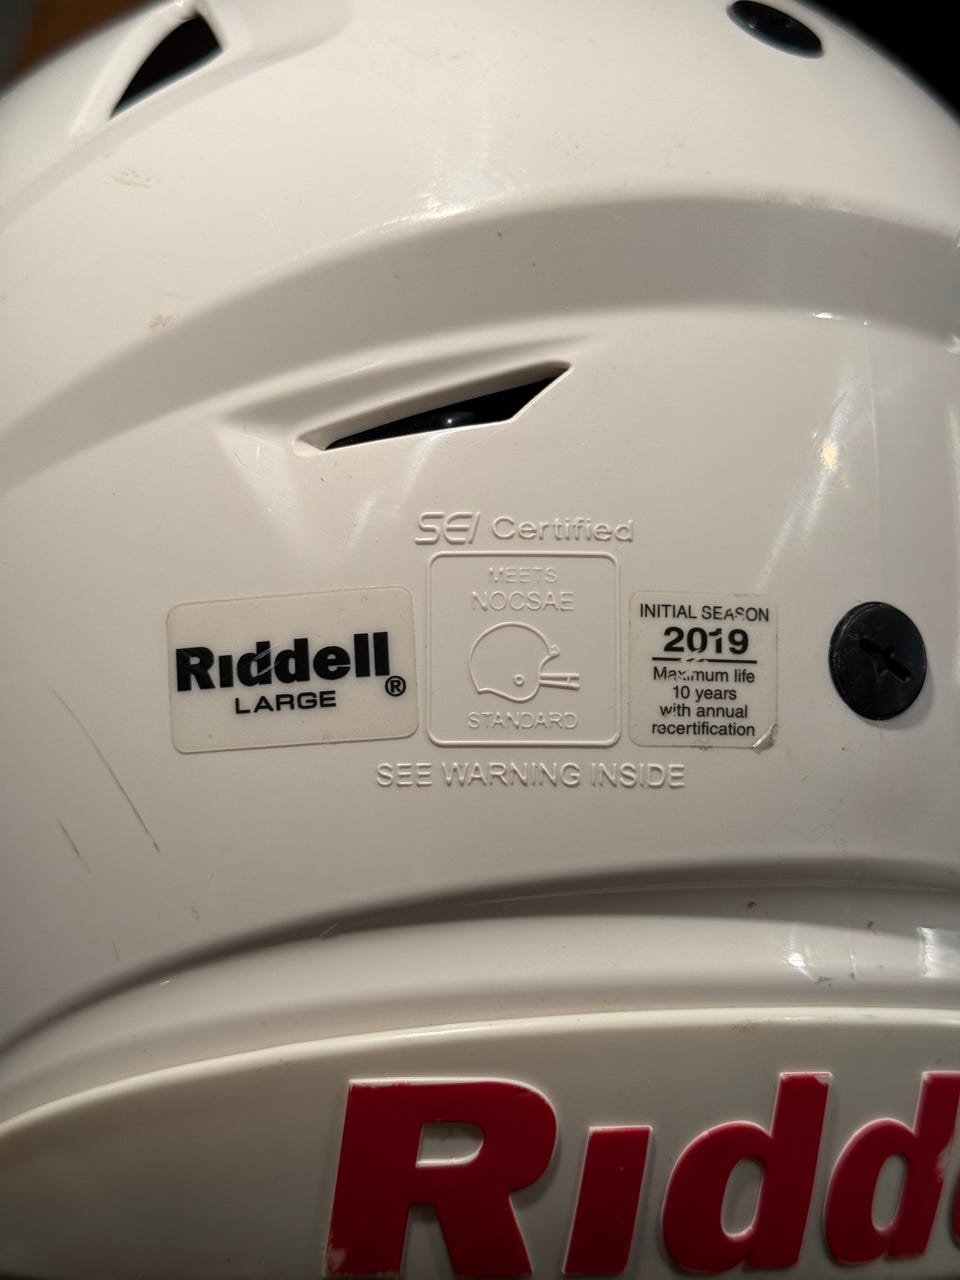 SEI Certified
MEETS
NOCSAE
STANDARD
Riddell®
LARGE
INITIAL SEASON
2019
Maximum life
10 years
with annual
recertification
SEE WARNING INSIDE
Ridd